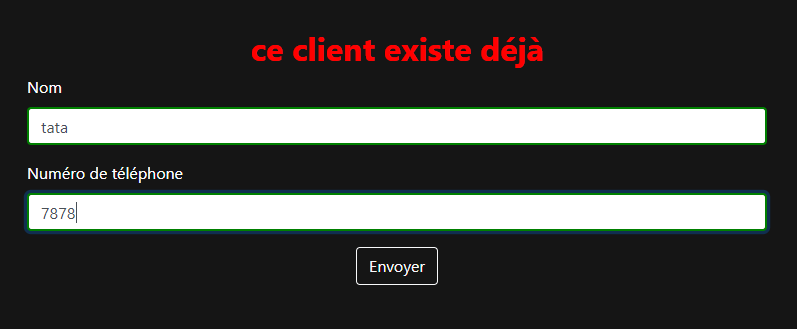 ce client existe déjà
Nom
tata
Numéro de téléphone
7878
Envoyer